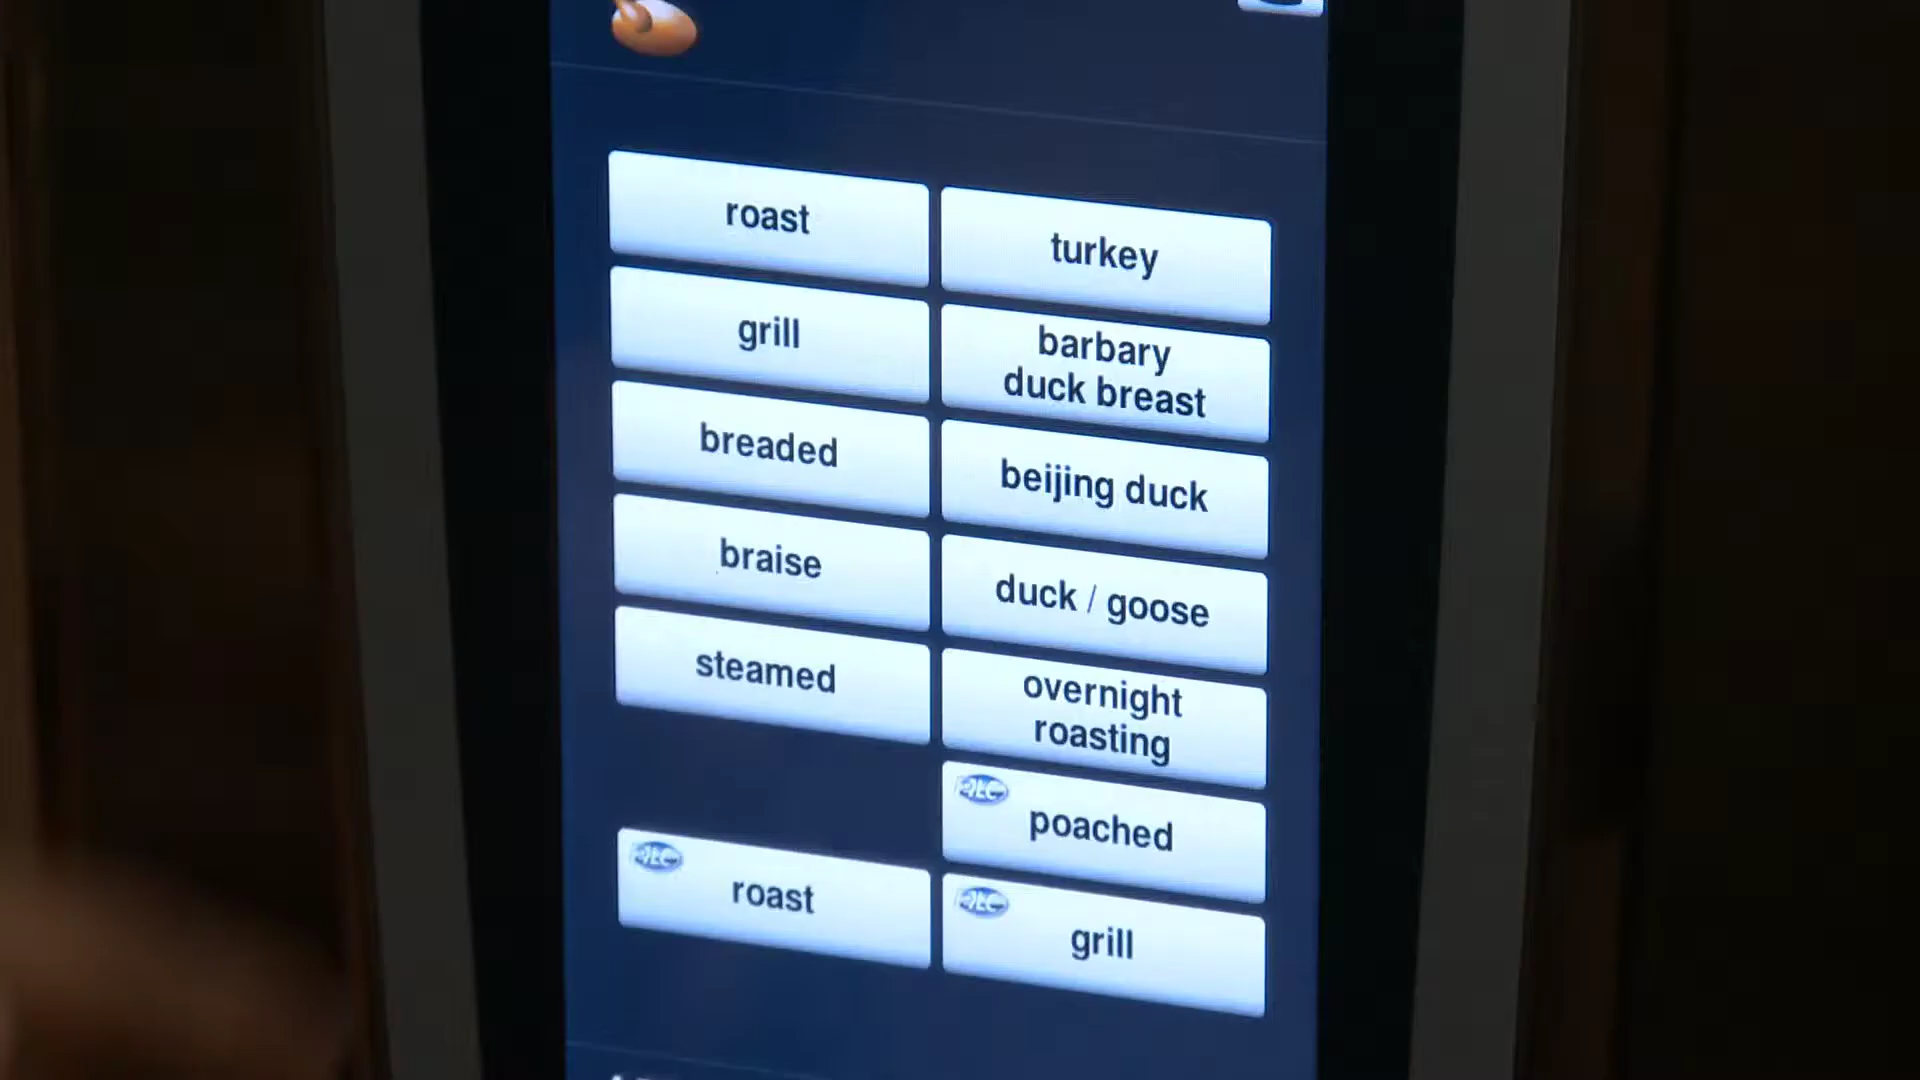 roast
turkey
grill
barbary
duck breast
breaded
beijing duck
braise
duck / goose
steamed
overnight
roasting
poached
roast
grill